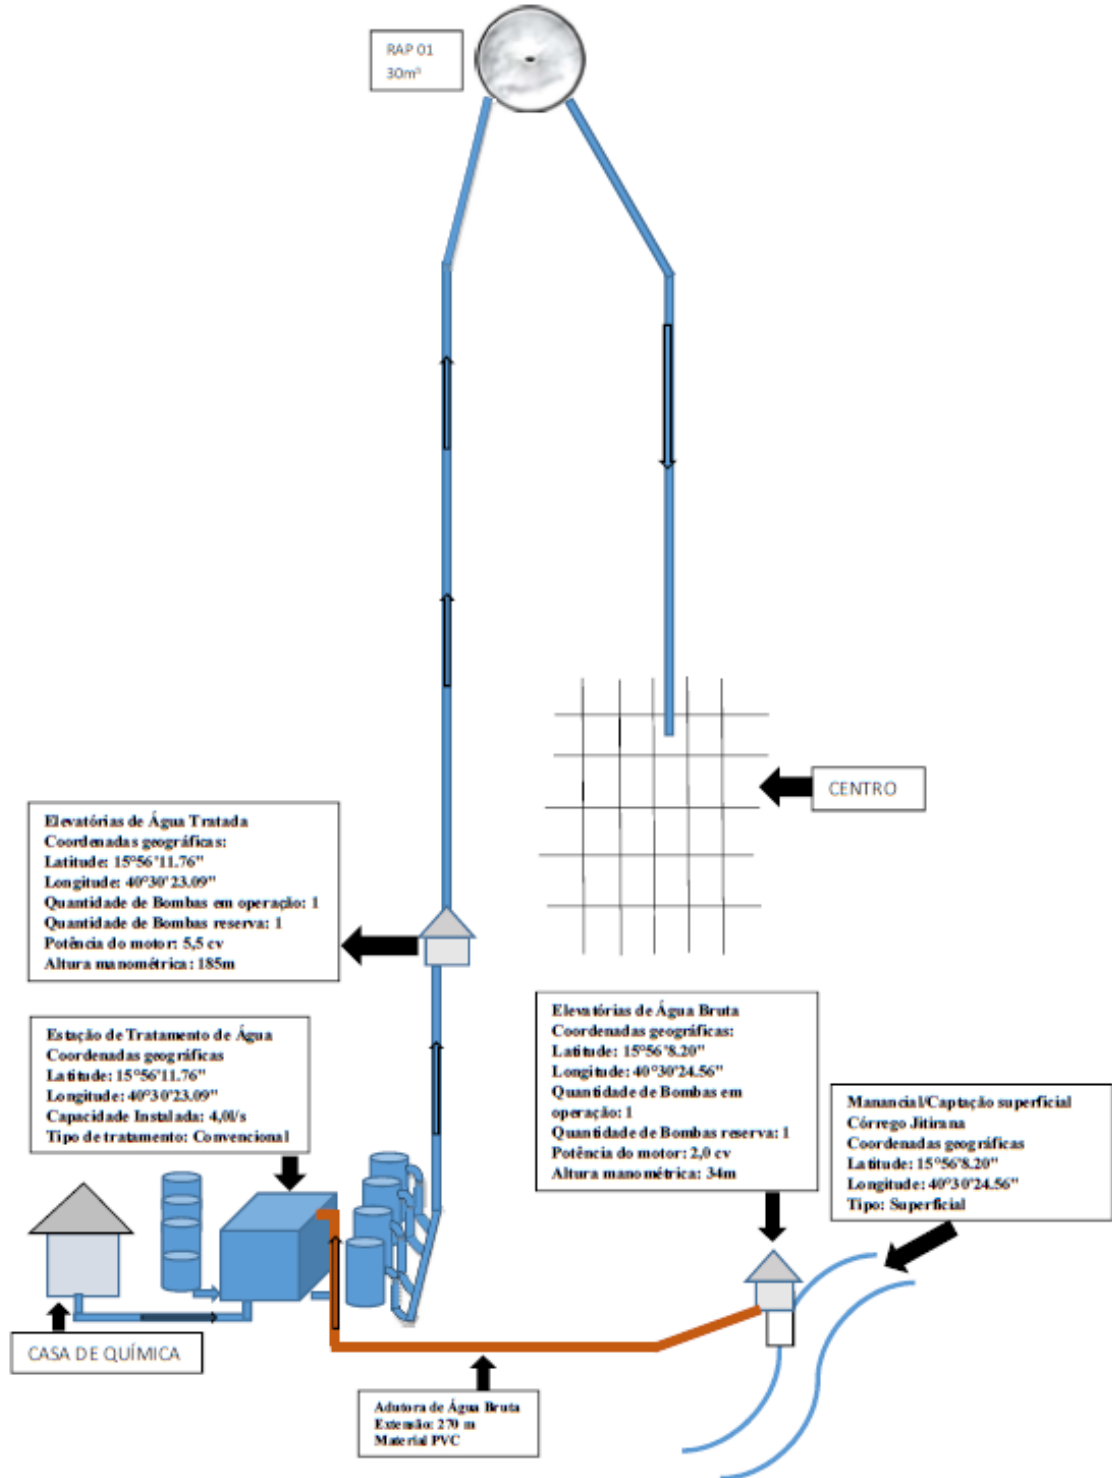 RAP 01
30m³
CENTRO
Elevatórias de Água Tratada
Coordenadas geográficas:
Latitude: 15°56'11.76"
Longitude: 40°30'23.09"
Quantidade de Bombas em operação: 1
Quantidade de Bombas reserva: 1
Potência do motor: 5,5 cv
Altura manométrica: 185m
Estação de Tratamento de Água
Coordenadas geográficas
Latitude: 15°56'11.76"
Longitude: 40°30'23.09"
Capacidade Instalada: 4,0l/s
Tipo de tratamento: Convencional
Elevatórias de Água Bruta
Coordenadas geográficas:
Latitude: 15°56'8.20"
Longitude: 40°30'24.56"
Quantidade de Bombas em
operação: 1
Quantidade de Bombas reserva: 1
Potência do motor: 2,0 cv
Altura manométrica: 34m
Manancial/Captação superficial
Córrego Jitirana
Coordenadas geográficas
Latitude: 15°56'8.20"
Longitude: 40°30'24.56"
Tipo: Superficial
CASA DE QUÍMICA
Adutora de Água Bruta
Extensão: 270 m
Material PVC